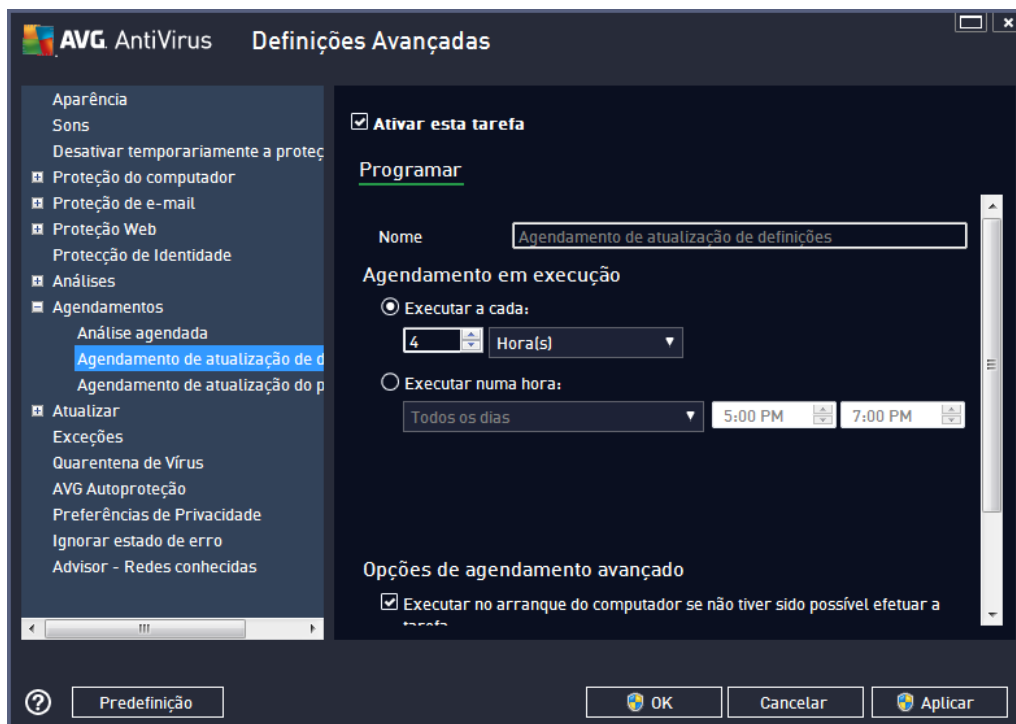 AVG. AntiVirus Definições Avançadas
Aparência
Sons
Desativar temporariamente a proteç
Proteção do computador
Proteção de e-mail
Proteção Web
Protecção de Identidade
Análises
Agendamentos
Análise agendada
Agendamento de atualização de d
Agendamento de atualização do p
Atualizar
Exceções
Quarentena de Vírus
AVG Autoproteção
Preferências de Privacidade
Ignorar estado de erro
Advisor - Redes conhecidas
Ativar esta tarefa
Programar
Nome Agendamento de atualização de definições
Agendamento em execução
Executar a cada:
4 Hora(s)
Executar numa hora:
Todos os dias 5:00 PM 7:00 PM
Opções de agendamento avançado
Executar no arranque do computador se não tiver sido possível efetuar a
tarefa
Predefinição OK Cancelar Aplicar